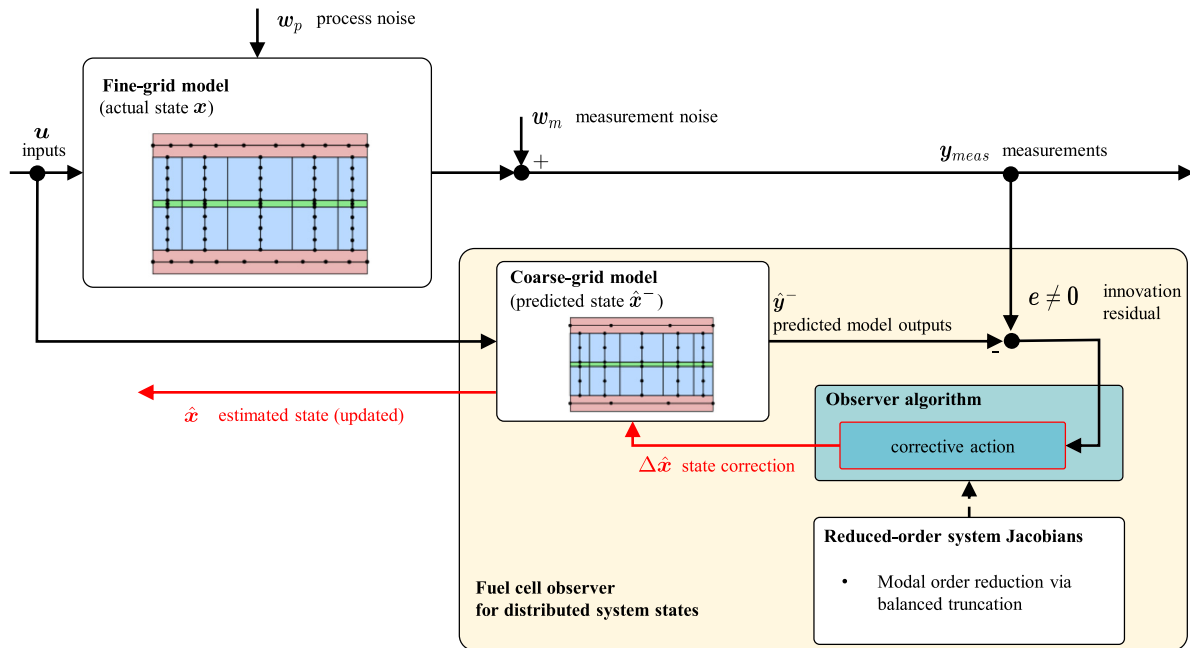 w_p process noise
Fine-grid model
(actual state x)
u
inputs
w_m measurement noise
+
y_meas measurements
Coarse-grid model
(predicted state x̂⁻)
ŷ⁻
predicted model outputs
e ≠ 0 innovation
residual
-
x̂ estimated state (updated)
Observer algorithm
corrective action
Δx̂ state correction
Reduced-order system Jacobians
• Modal order reduction via
balanced truncation
Fuel cell observer
for distributed system states